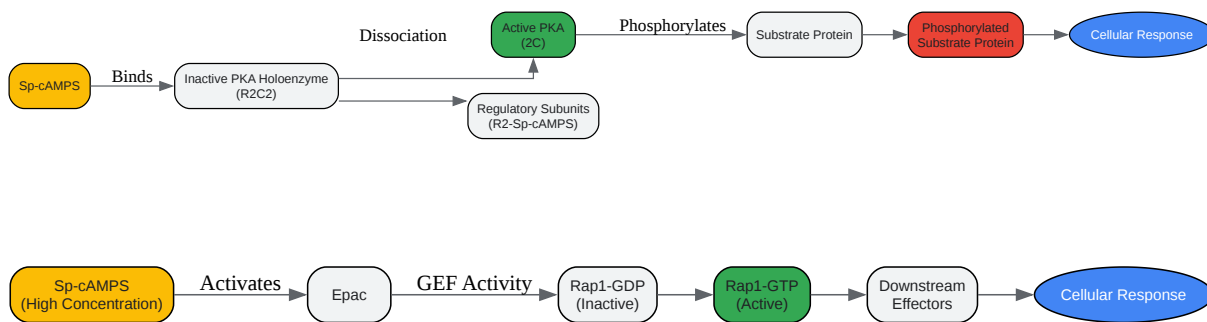 Sp-cAMPS
Binds
Inactive PKA Holoenzyme
(R2C2)
Dissociation
Active PKA
(2C)
Regulatory Subunits
(R2-Sp-cAMPS)
Phosphorylates
Substrate Protein
Phosphorylated
Substrate Protein
Cellular Response
Sp-cAMPS
(High Concentration)
Activates
Epac
GEF Activity
Rap1-GDP
(Inactive)
Rap1-GTP
(Active)
Downstream
Effectors
Cellular Response